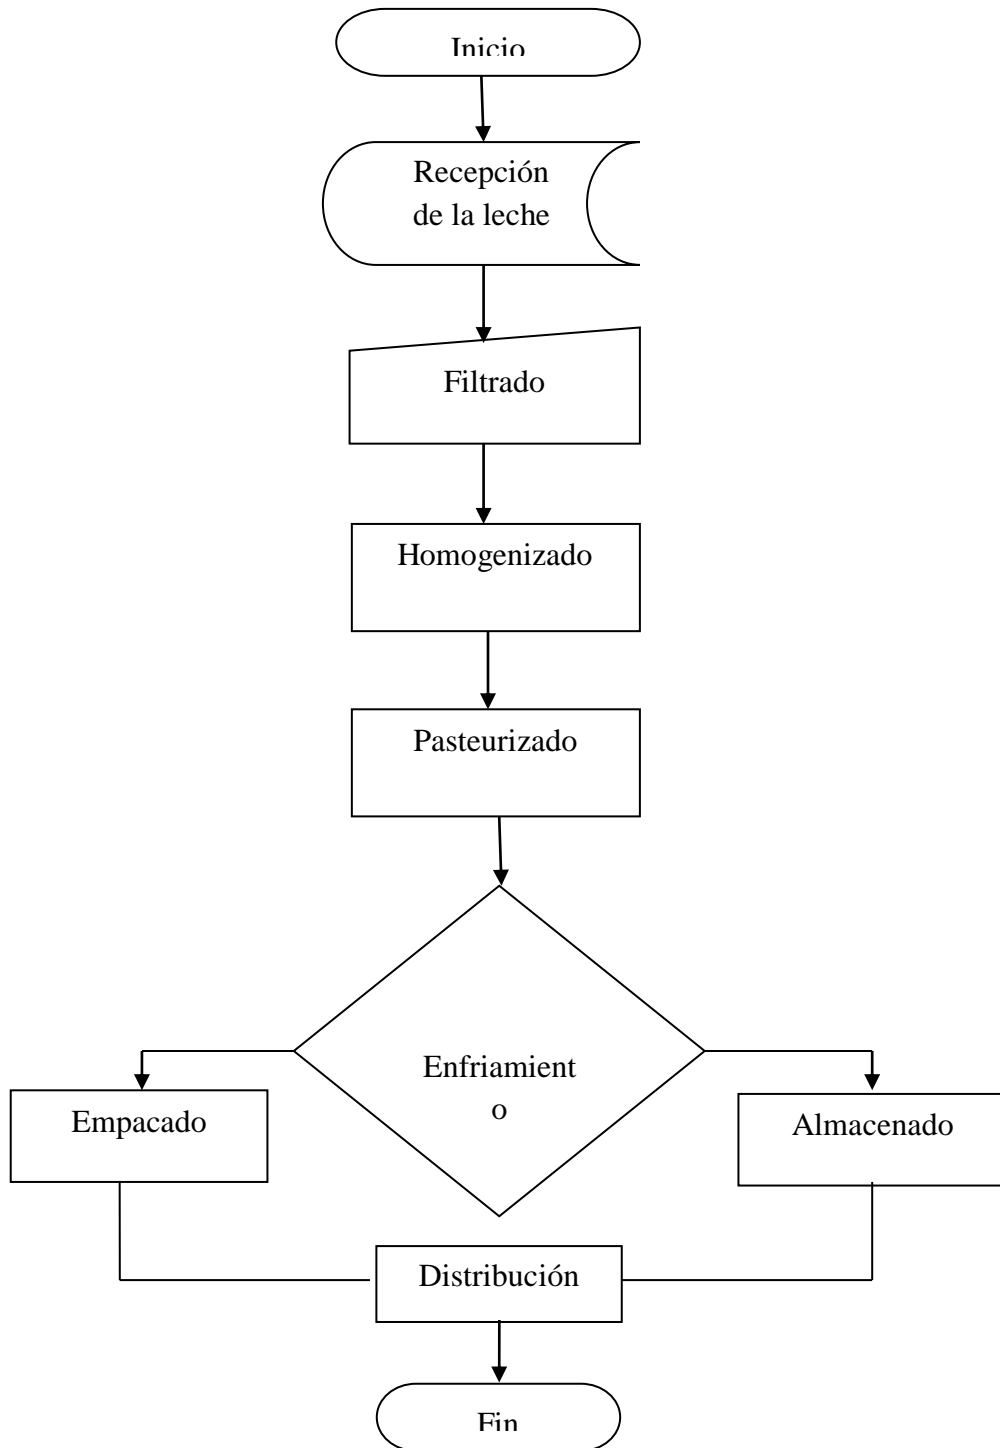 Inicio
Recepción
de la leche
Filtrado
Homogenizado
Pasteurizado
Enfriamient
o
Empacado
Almacenado
Distribución
Fin